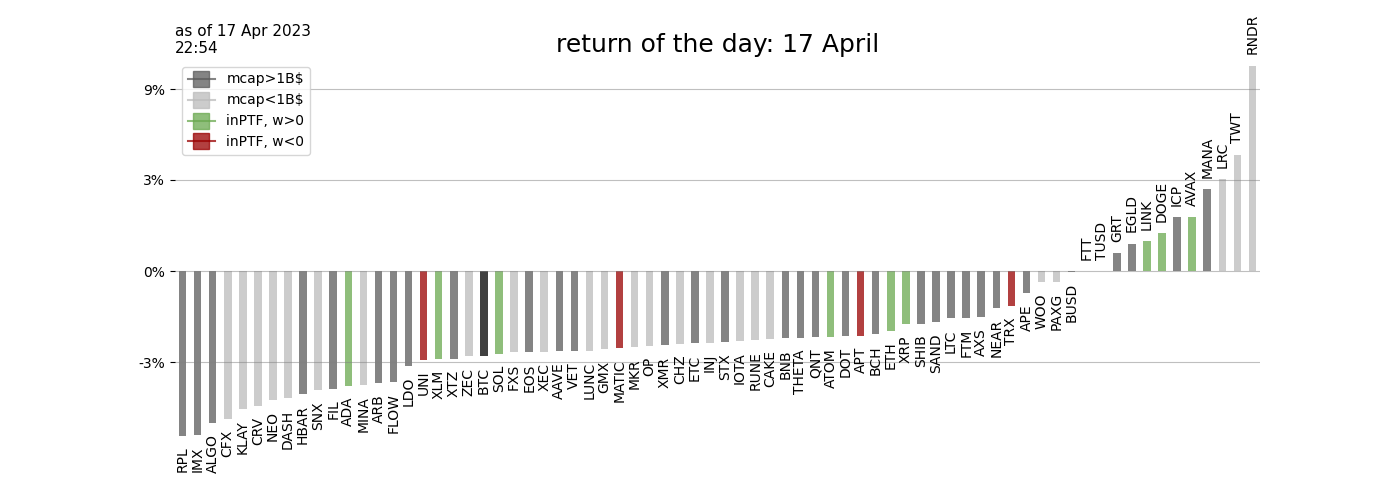 as of 17 Apr 2023
22:54
return of the day: 17 April
mcap>1B$
mcap<1B$
inPTF, w>0
inPTF, w<0
9%
3%
0%
-3%
RPL
IMX
ALGO
CFX
KLAY
CRV
NEO
DASH
HBAR
SNX
FIL
ADA
MINA
ARB
FLOW
LDO
UNI
XLM
XTZ
ZEC
BTC
SOL
FXS
EOS
XEC
AAVE
VET
LUNC
GMX
MATIC
MKR
OP
XMR
CHZ
ETC
INJ
STX
IOTA
RUNE
CAKE
BNB
THETA
QNT
ATOM
DOT
APT
BCH
ETH
XRP
SHIB
SAND
LTC
FTM
AXS
NEAR
TRX
APE
WOO
PAXG
BUSD
FTT
TUSD
GRT
EGLD
LINK
DOGE
ICP
AVAX
MANA
LRC
TWT
RNDR